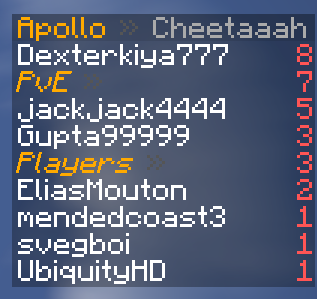 Apollo » Cheetaaah
Dexterkiya777 8
PvE » 7
jackjack4444 5
Gupta99999 3
Players » 3
EliasMouton 2
mendedcoast3 1
svegboi 1
UbiquityHD 1